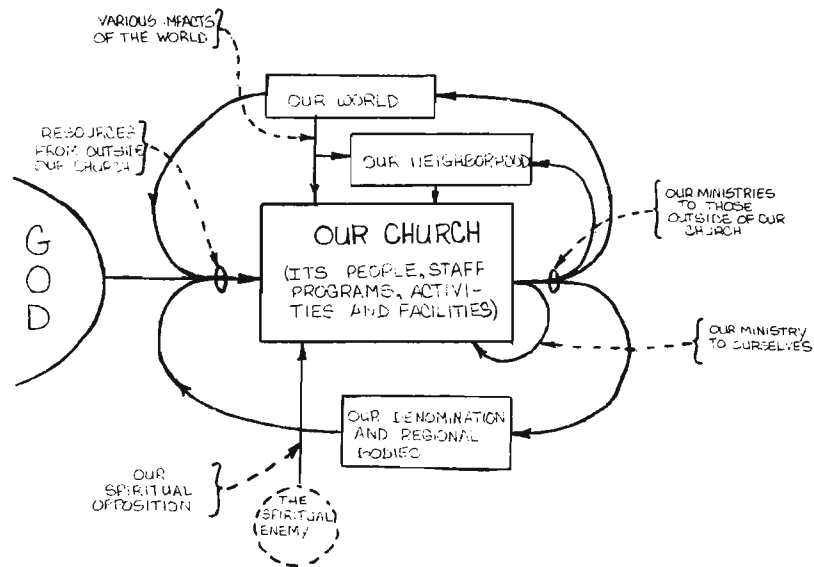 VARIOUS IMPACTS
OF THE WORLD
OUR WORLD
RESOURCES
FROM OUTSIDE
OUR CHURCH
OUR NEIGHBORHOOD
GOD
OUR CHURCH
(ITS PEOPLE, STAFF
PROGRAMS, ACTIVI-
TIES AND FACILITIES)
OUR MINISTRIES
TO THOSE
OUTSIDE OF OUR
CHURCH
OUR MINISTRY
TO OURSELVES
OUR DENOMINATION
AND REGIONAL
BODIES
OUR
SPIRITUAL
OPPOSITION
THE
SPIRITUAL
ENEMY